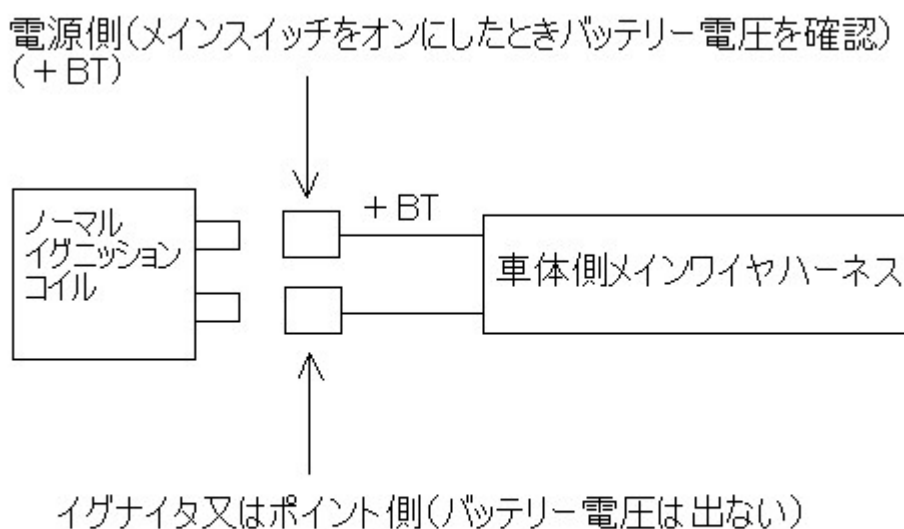 電源側(メインスイッチをオンにしたときバッテリー電圧を確認)
(+BT)
+BT
ノーマル
イグニッション
コイル
車体側メインワイヤハーネス
イグナイタ又はポイント側(バッテリー電圧は出ない)